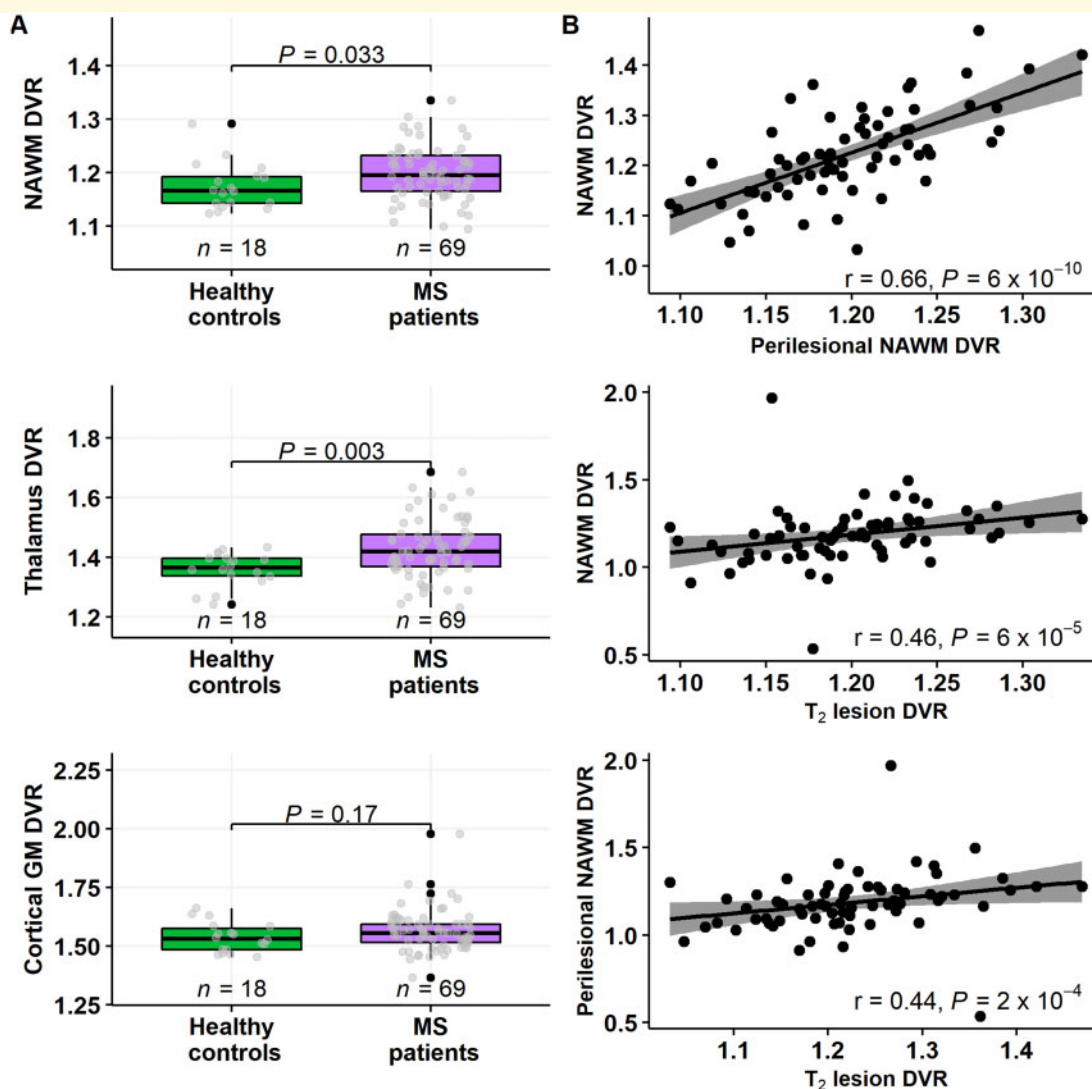 A
NAWM DVR
1.4
1.3
1.2
1.1
P = 0.033
n = 18
n = 69
Healthy
controls
MS
patients
Thalamus DVR
1.8
1.6
1.4
1.2
P = 0.003
n = 18
n = 69
Healthy
controls
MS
patients
Cortical GM DVR
2.25
2.00
1.75
1.50
1.25
P = 0.17
n = 18
n = 69
Healthy
controls
MS
patients
B
NAWM DVR
1.4
1.3
1.2
1.1
1.0
r = 0.66, P = 6 x 10⁻¹⁰
1.10 1.15 1.20 1.25 1.30
Perilesional NAWM DVR
NAWM DVR
2.0
1.5
1.0
0.5
r = 0.46, P = 6 x 10⁻⁵
1.10 1.15 1.20 1.25 1.30
T₂ lesion DVR
Perilesional NAWM DVR
2.0
1.5
1.0
0.5
r = 0.44, P = 2 x 10⁻⁴
1.1 1.2 1.3 1.4
T₂ lesion DVR